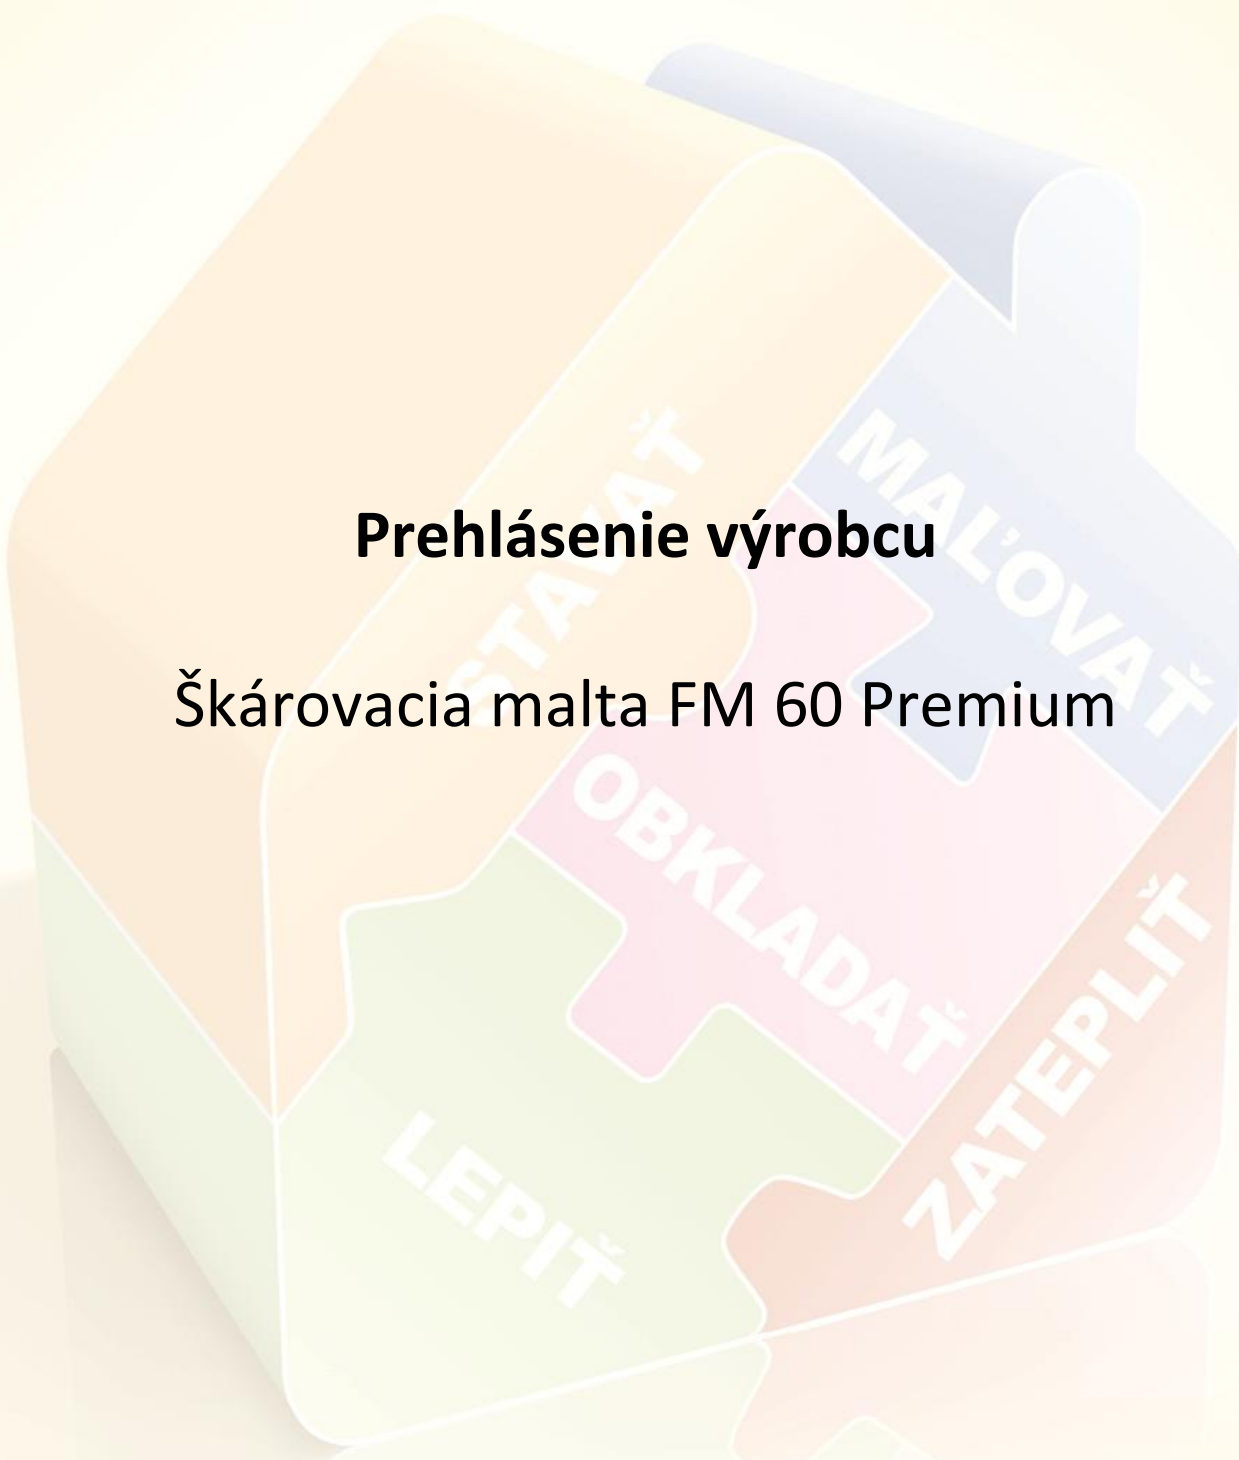 STAVAŤ
MAĽOVAŤ
Prehlásenie výrobcu
Škárovacia malta FM 60 Premium
OBKLADAŤ
ZATEPLIŤ
LEPIŤ